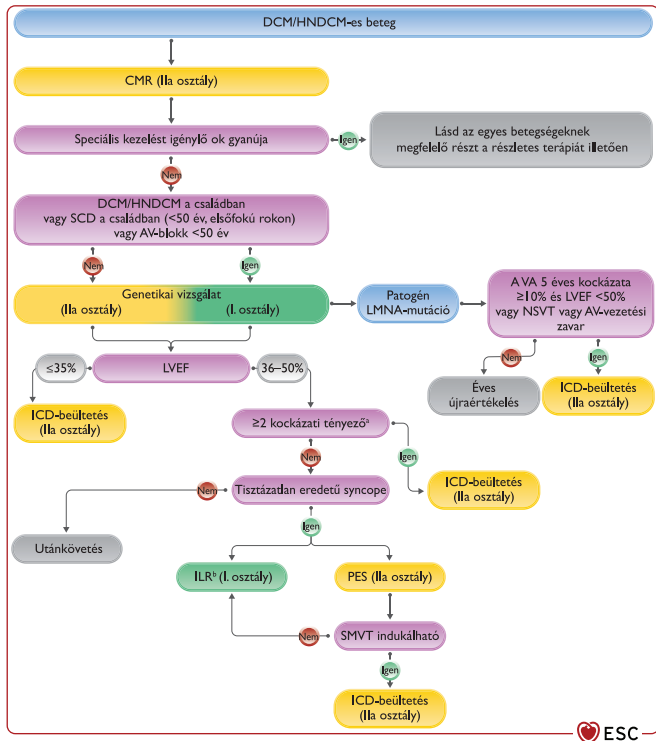 DCM/HNDCM-es beteg
CMR (IIa osztály)
Speciális kezelést igénylő ok gyanúja
Igen
Lásd az egyes betegségeknek
megfelelő részt a részletes terápiát illetően
Nem
DCM/HNDCM a családban
vagy SCD a családban (<50 év, elsőfokú rokon)
vagy AV-blokk <50 év
Nem
Igen
Genetikai vizsgálat
(IIa osztály)
(I. osztály)
Patogén
LMNA-mutáció
A VA 5 éves kockázata
≥10% és LVEF <50%
vagy NSVT vagy AV-vezetési
zavar
Nem
Igen
Éves
újraértékelés
ICD-beültetés
(IIa osztály)
≤35%
LVEF
36–50%
ICD-beültetés
(IIa osztály)
≥2 kockázati tényezőᵃ
Nem
Igen
ICD-beültetés
(IIa osztály)
Tisztázatlan eredetű syncope
Nem
Utánkövetés
Igen
ILRᵇ (I. osztály)
PES (IIa osztály)
SMVT indukálható
Nem
Igen
ICD-beültetés
(IIa osztály)
ESC